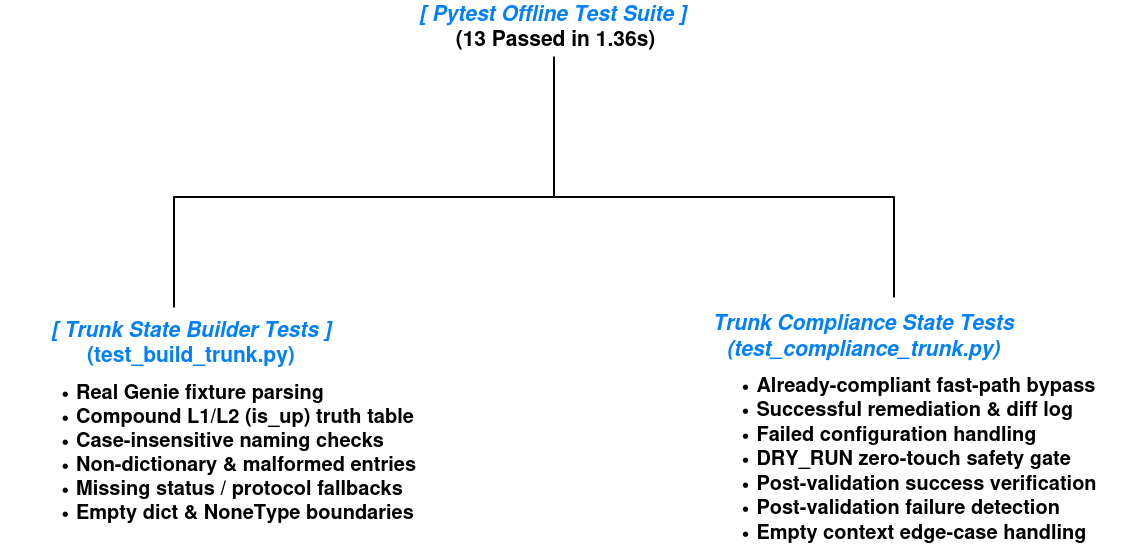 [ Pytest Offline Test Suite ]
(13 Passed in 1.36s)
[ Trunk State Builder Tests ]
(test_build_trunk.py)
• Real Genie fixture parsing
• Compound L1/L2 (is_up) truth table
• Case-insensitive naming checks
• Non-dictionary & malformed entries
• Missing status / protocol fallbacks
• Empty dict & NoneType boundaries
Trunk Compliance State Tests
(test_compliance_trunk.py)
• Already-compliant fast-path bypass
• Successful remediation & diff log
• Failed configuration handling
• DRY_RUN zero-touch safety gate
• Post-validation success verification
• Post-validation failure detection
• Empty context edge-case handling